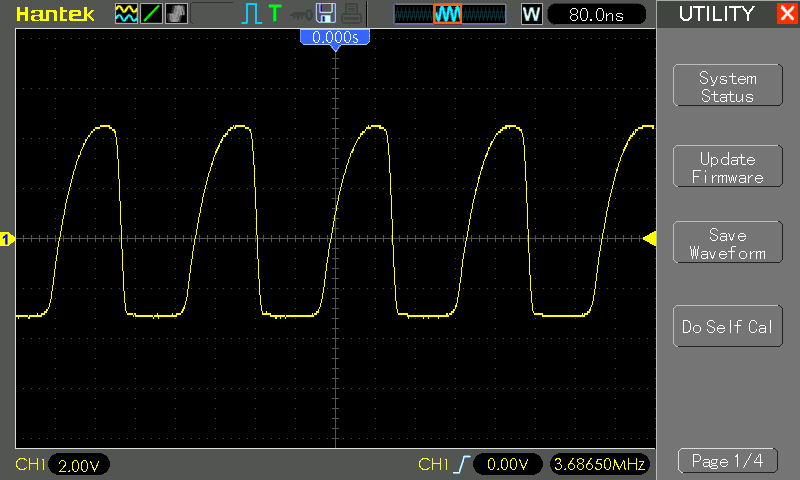 Hantek
T
W
80.0ns
UTILITY
X
0.000s
System
Status
Update
Firmware
Save
Waveform
Do Self Cal
1
CH1 2.00V
CH1 0.00V 3.68650MHz
Page 1/4